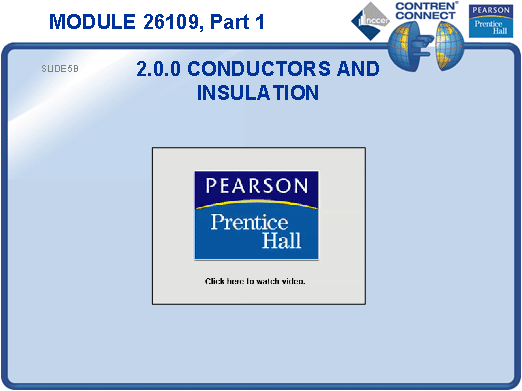 MODULE 26109, Part 1
nccer
CONTREN®
CONNECT
PEARSON
Prentice
Hall
SLIDE 5B
2.0.0 CONDUCTORS AND
INSULATION
PEARSON
Prentice
Hall
Click here to watch video.